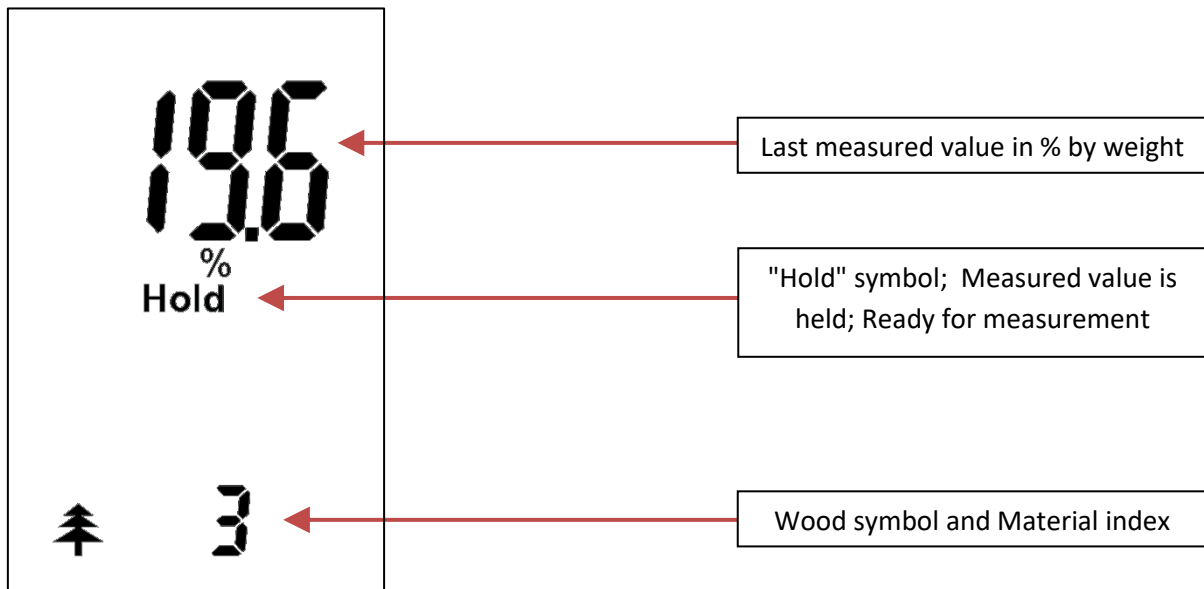 19.6
%
Hold
3
Last measured value in % by weight
"Hold" symbol; Measured value is
held; Ready for measurement
Wood symbol and Material index